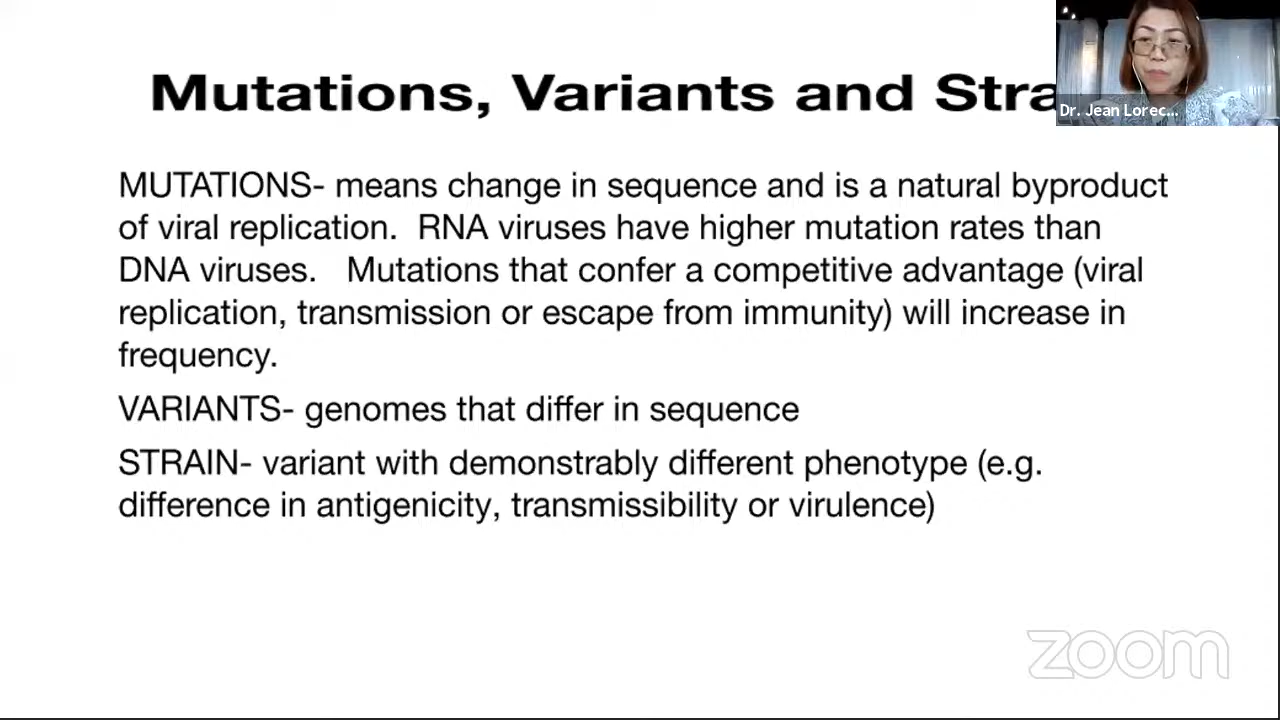 Mutations, Variants and Stra
Dr. Jean Lorec...
MUTATIONS- means change in sequence and is a natural byproduct
of viral replication.  RNA viruses have higher mutation rates than
DNA viruses.   Mutations that confer a competitive advantage (viral
replication, transmission or escape from immunity) will increase in
frequency.
VARIANTS- genomes that differ in sequence
STRAIN- variant with demonstrably different phenotype (e.g.
difference in antigenicity, transmissibility or virulence)
zoom